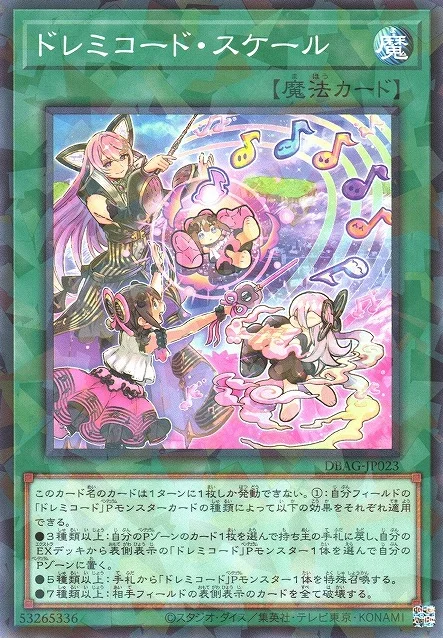 ドレミコード・スケール
魔
【魔法カード】
DBAG-JP023
このカード名のカードは1ターンに1枚しか発動できない。①:自分フィールドの
「ドレミコード」Pモンスターカードの種類によって以下の効果をそれぞれ適用
できる。
●3種類以上:自分のPゾーンのカード1枚を選んで持ち主の手札に戻し、自分の
EXデッキから表側表示の「ドレミコード」Pモンスター1体を選んで自分の
Pゾーンに置く。
●5種類以上:手札から「ドレミコード」Pモンスター1体を特殊召喚する。
●7種類以上:相手フィールドの表側表示のカードを全て破壊する。
53265336
©スタジオ・ダイス/集英社・テレビ東京・KONAMI